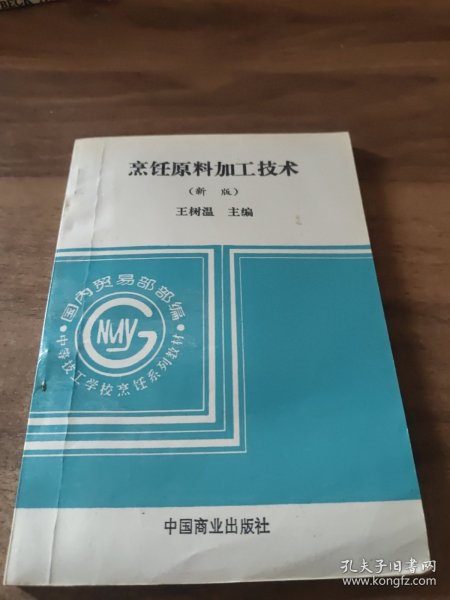 烹饪原料加工技术
(新 版)
王树温 主编
国内贸易部部编
中等技工学校烹饪系列教材
GNMY
中国商业出版社
孔夫子旧书网
www.kongfz.com